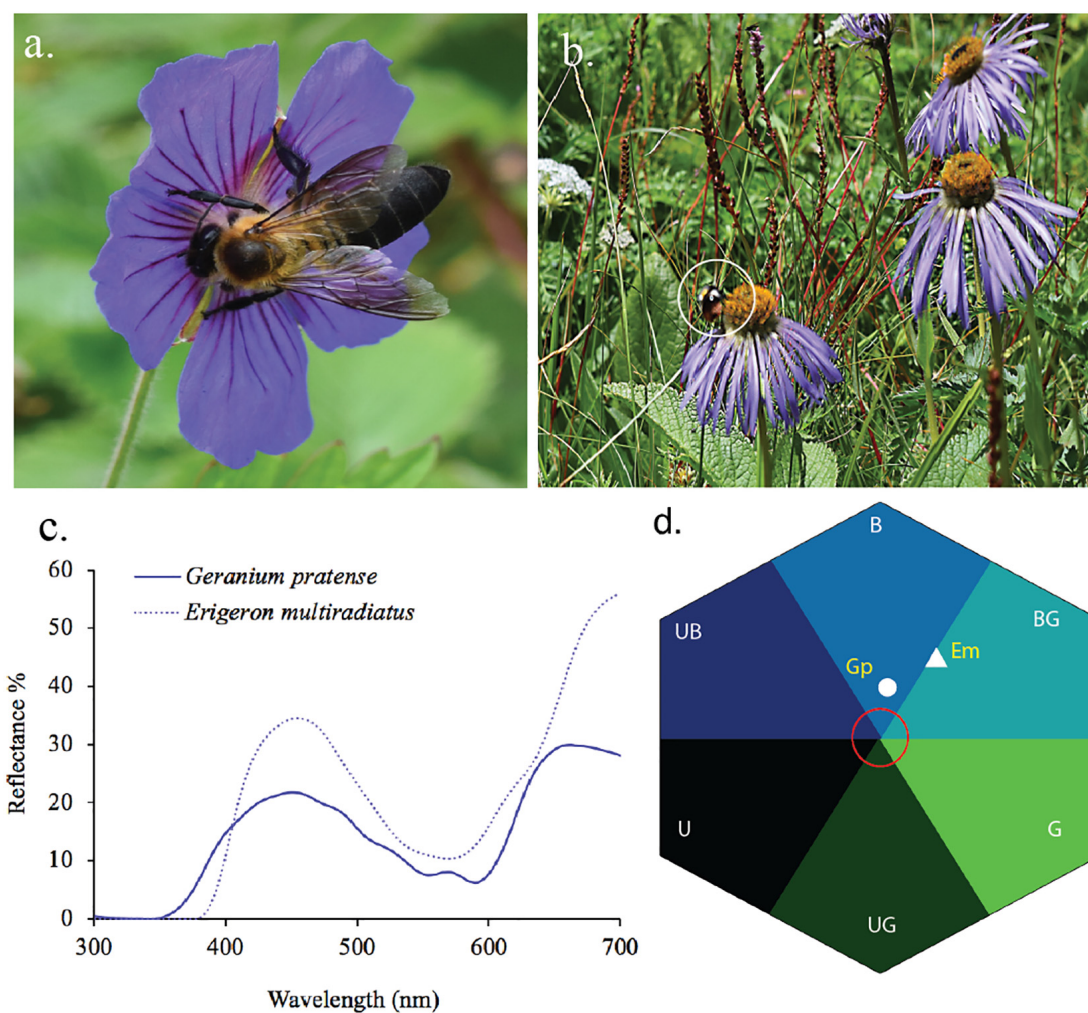 a.
b.
c.
Geranium pratense
Erigeron multiradiatus
60
50
40
30
20
10
0
Reflectance %
300
400
500
600
700
Wavelength (nm)
d.
B
UB
BG
Gp
Em
U
G
UG